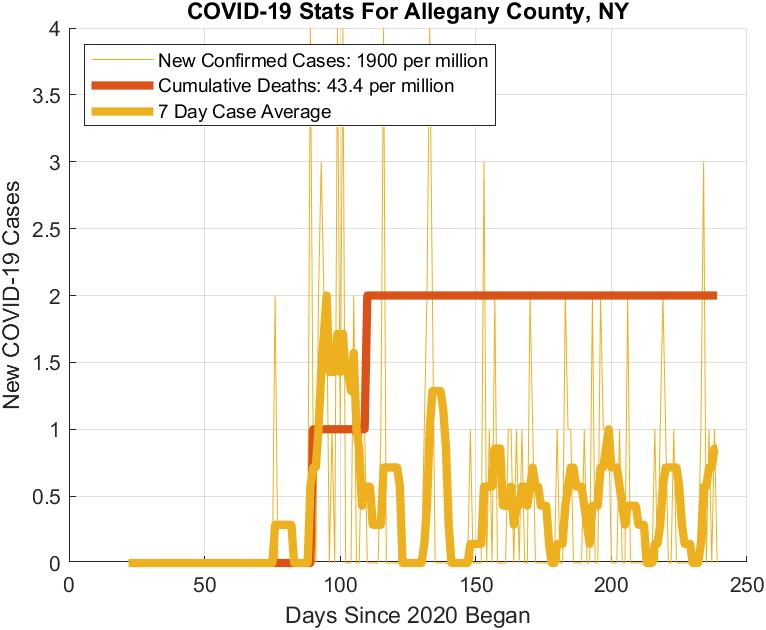 COVID-19 Stats For Allegany County, NY
4
New Confirmed Cases: 1900 per million
3.5
Cumulative Deaths: 43.4 per million
7 Day Case Average
3
2.5
2
1.5
1
0.5
0
New COVID-19 Cases
0 50 100 150 200 250
Days Since 2020 Began